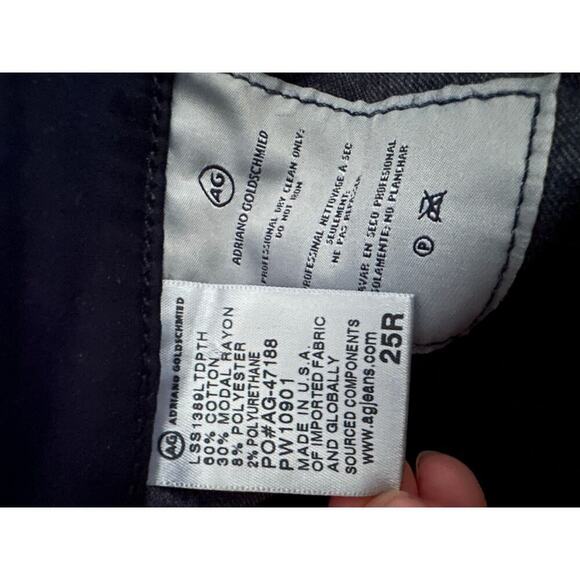 AG
ADRIANO GOLDSCHMIED
PROFESSIONAL DRY CLEAN ONLY;
DO NOT IRON
PROFESSINAL NETTOYAGE A SEC
SEULEMENT;
NE PAS REPASSER
LAVAR EN SECO PROFESIONAL
SOLAMENTE; NO PLANCHAR
P
AG ADRIANO GOLDSCHMIED
LSS1389LTDPTH
60% COTTON
30% MODAL RAYON
8% POLYESTER
2% POLYURETHANE
PO#AG-47188
PW10901
MADE IN U.S.A.
OF IMPORTED FABRIC
AND GLOBALLY
SOURCED COMPONENTS
www.agjeans.com
25R